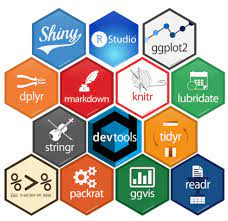 Shiny
R Studio
ggplot2
dplyr
rmarkdown
knitr
lubridate
stringr
devtools
tidyr
%>%
packrat
ggvis
readr